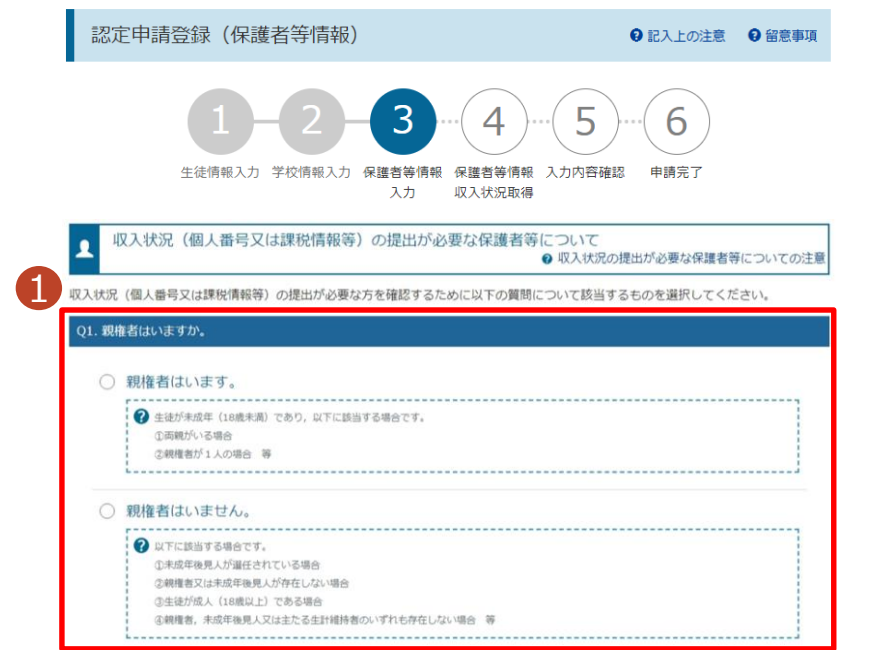 認定申請登録（保護者等情報）
? 記入上の注意 ? 留意事項
1 2 3 4 5 6
生徒情報入力 学校情報入力 保護者等情報 保護者等情報 入力内容確認 申請完了
入力 収入状況取得
収入状況（個人番号又は課税情報等）の提出が必要な保護者等について
? 収入状況の提出が必要な保護者等についての注意
1
収入状況（個人番号又は課税情報等）の提出が必要な方を確認するために以下の質問について該当するものを選択してください。
Q1. 親権者はいますか。
親権者はいます。
? 生徒が未成年（18歳未満）であり，以下に該当する場合です。
①両親がいる場合
②親権者が１人の場合 等
親権者はいません。
? 以下に該当する場合です。
①未成年後見人が選任されている場合
②親権者又は未成年後見人が存在しない場合
③生徒が成人（18歳以上）である場合
④親権者，未成年後見人又は主たる生計維持者のいずれも存在しない場合 等